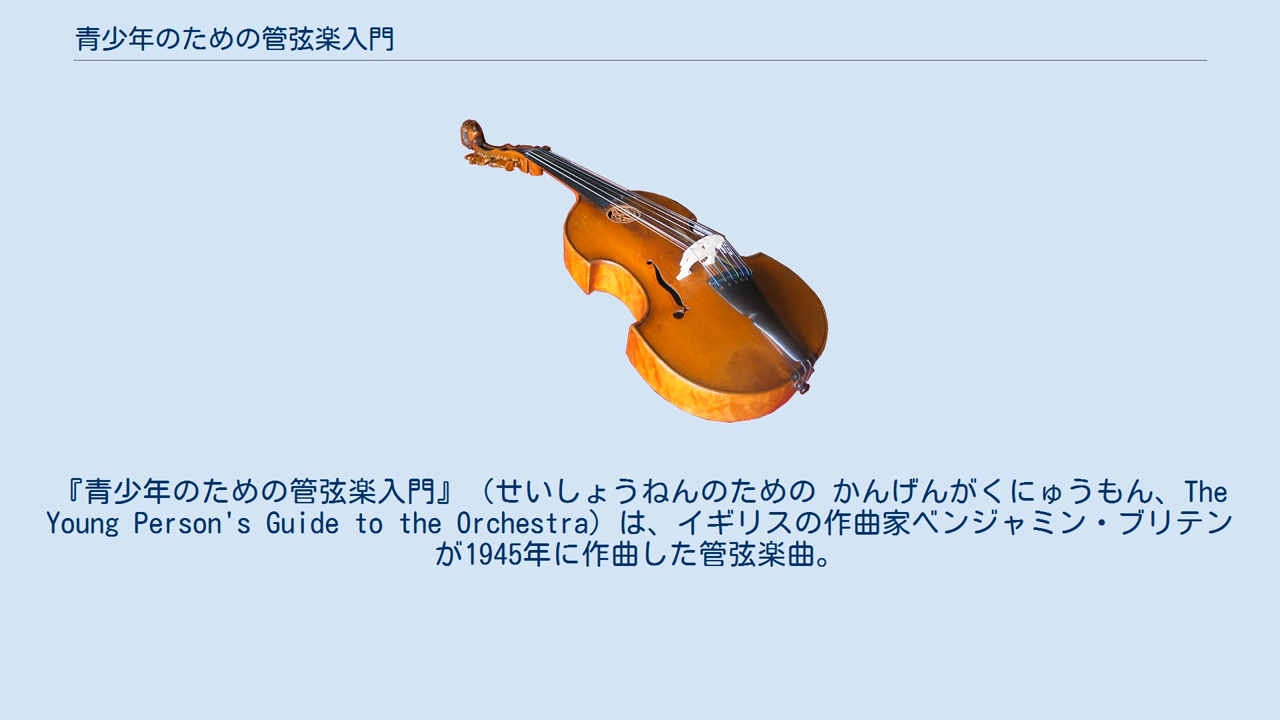 青少年のための管弦楽入門
『青少年のための管弦楽入門』（せいしょうねんのための かんげんがくにゅうもん、The
Young Person's Guide to the Orchestra）は、イギリスの作曲家ベンジャミン・ブリテン
が1945年に作曲した管弦楽曲。